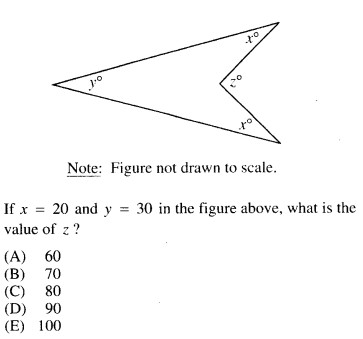 x°
y°
z°
x°
Note: Figure not drawn to scale.
If x = 20 and y = 30 in the figure above, what is the
value of z ?
(A) 60
(B) 70
(C) 80
(D) 90
(E) 100